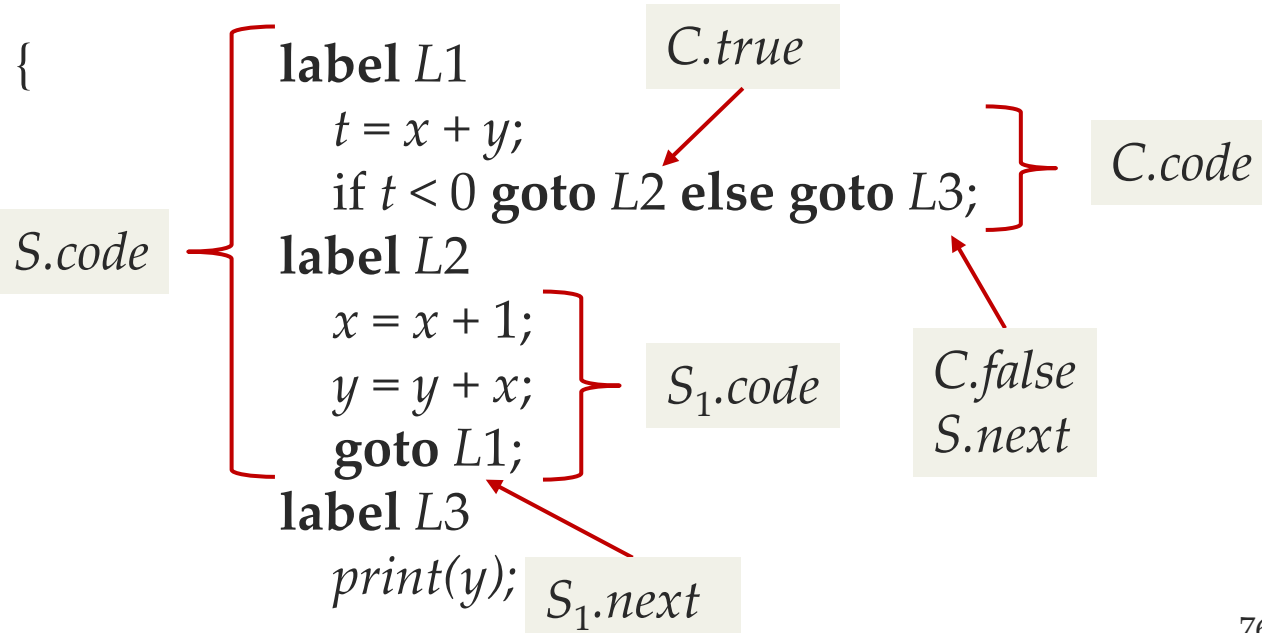 {
label L1
C.true
t = x + y;
C.code
if t < 0 goto L2 else goto L3;
S.code
label L2
x = x + 1;
y = y + x;
S₁.code
C.false
S.next
goto L1;
label L3
print(y);
S₁.next
76